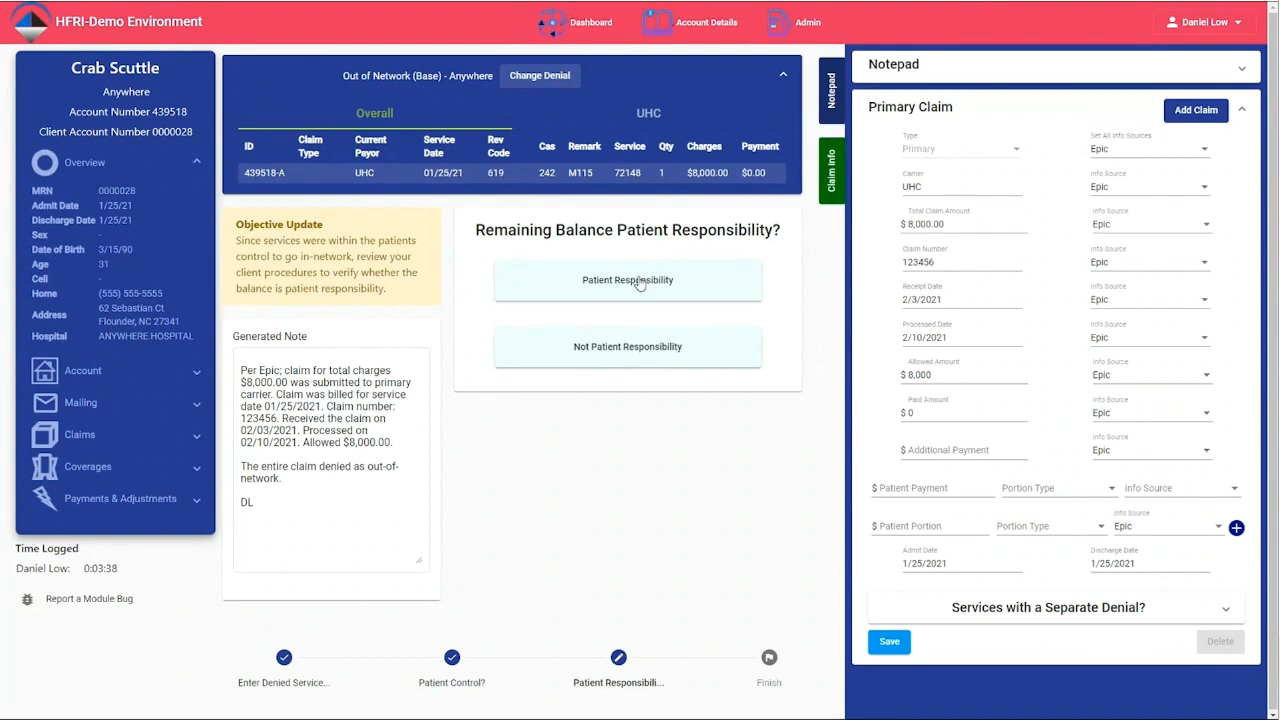 HFRI-Demo Environment
Dashboard
Account Details
Admin
Daniel Low
Crab Scuttle
Anywhere
Account Number 439518
Client Account Number 0000028
Overview
MRN 0000028
Admit Date 1/25/21
Discharge Date 1/25/21
Sex -
Date of Birth 3/15/90
Age 31
Cell -
Home (555) 555-5555
Address 62 Sebastian Ct
Flounder, NC 27341
Hospital ANYWHERE HOSPITAL
Account
Mailing
Claims
Coverages
Payments & Adjustments
Time Logged
Daniel Low: 0:03:38
Report a Module Bug
Out of Network (Base) - Anywhere Change Denial
Overall UHC
ID Claim Type Current Payor Service Date Rev Code Cas Remark Service Qty Charges Payment
439518-A UHC 01/25/21 619 242 M115 72148 1 $8,000.00 $0.00
Objective Update
Since services were within the patients
control to go in-network, review your
client procedures to verify whether the
balance is patient responsibility.
Generated Note
Per Epic; claim for total charges
$8,000.00 was submitted to primary
carrier. Claim was billed for service
date 01/25/2021. Claim number:
123456. Received the claim on
02/03/2021. Processed on
02/10/2021. Allowed $8,000.00.
The entire claim denied as out-of-
network.
DL
Remaining Balance Patient Responsibility?
Patient Responsibility
Not Patient Responsibility
Enter Denied Service...
Patient Control?
Patient Responsibili...
Finish
Notepad
Claim Info
Notepad
Primary Claim Add Claim
Type Set All Info Sources
Primary Epic
Carrier Info Source
UHC Epic
Total Claim Amount Info Source
$ 8,000.00 Epic
Claim Number Info Source
123456 Epic
Receipt Date Info Source
2/3/2021 Epic
Processed Date Info Source
2/10/2021 Epic
Allowed Amount Info Source
$ 8,000 Epic
Paid Amount Info Source
$ 0 Epic
Info Source
$ Additional Payment Epic
$ Patient Payment Portion Type Info Source
Info Source
$ Patient Portion Portion Type Epic
Admit Date Discharge Date
1/25/2021 1/25/2021
Services with a Separate Denial?
Save Delete